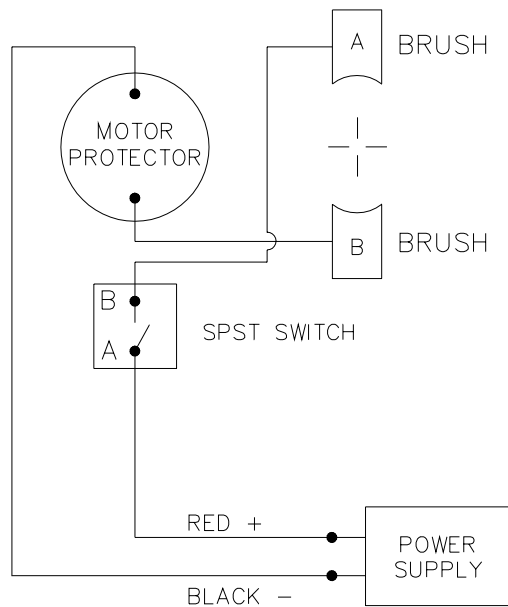 A
BRUSH
MOTOR
PROTECTOR
B
BRUSH
B
A
SPST SWITCH
RED +
POWER
SUPPLY
BLACK -